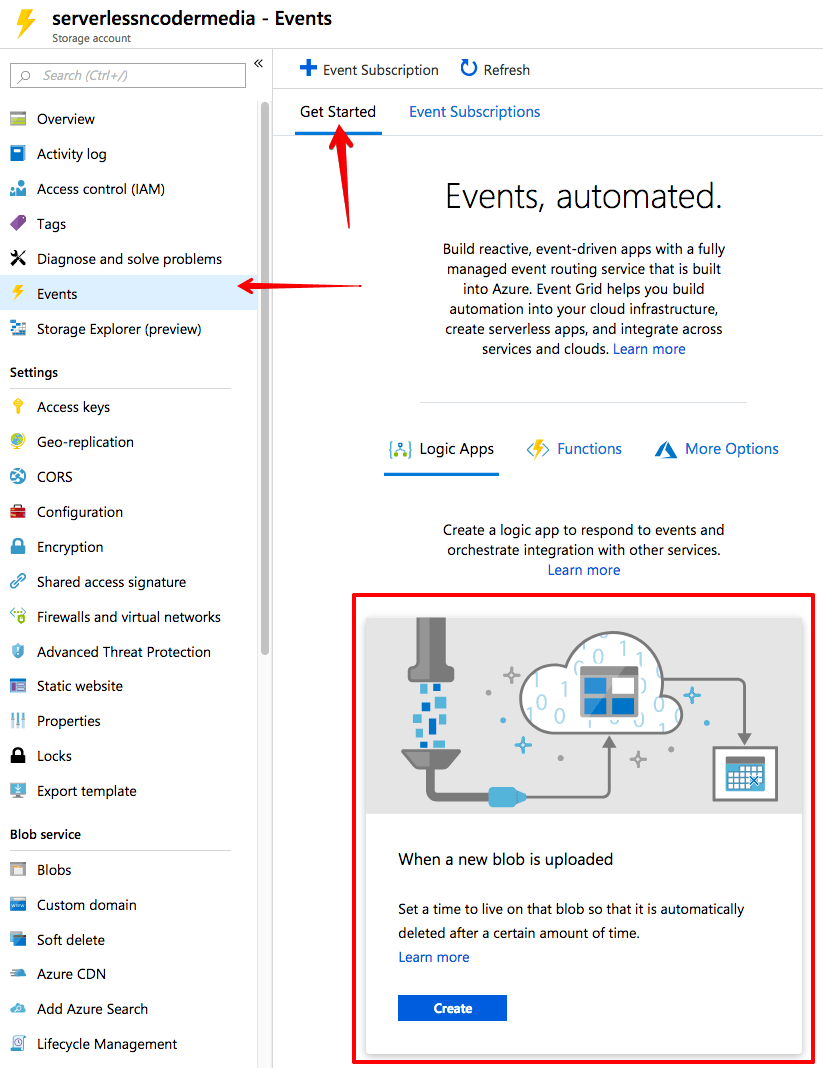 serverlessncodermedia - Events
Storage account
Search (Ctrl+/)
«
Overview
Activity log
Access control (IAM)
Tags
Diagnose and solve problems
Events
Storage Explorer (preview)
Settings
Access keys
Geo-replication
CORS
Configuration
Encryption
Shared access signature
Firewalls and virtual networks
Advanced Threat Protection
Static website
Properties
Locks
Export template
Blob service
Blobs
Custom domain
Soft delete
Azure CDN
Add Azure Search
Lifecycle Management
Event Subscription
Refresh
Get Started
Event Subscriptions
Events, automated.
Build reactive, event-driven apps with a fully
managed event routing service that is built
into Azure. Event Grid helps you build
automation into your cloud infrastructure,
create serverless apps, and integrate across
services and clouds. Learn more
Logic Apps
Functions
More Options
Create a logic app to respond to events and
orchestrate integration with other services.
Learn more
When a new blob is uploaded
Set a time to live on that blob so that it is automatically
deleted after a certain amount of time.
Learn more
Create